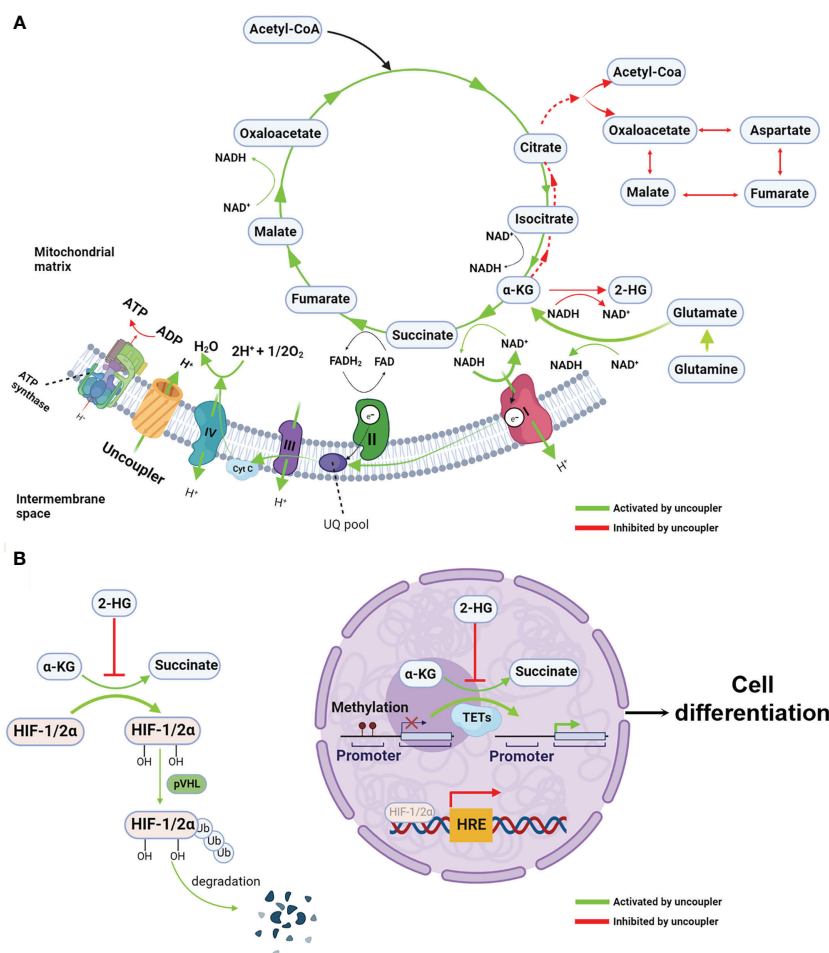 A
Acetyl-CoA
Acetyl-Coa
Oxaloacetate
Aspartate
Malate
Fumarate
Oxaloacetate
Citrate
NADH
NAD⁺
Isocitrate
NAD⁺
NADH
Malate
Mitochondrial
matrix
α-KG
2-HG
NADH
NAD⁺
Glutamate
Fumarate
Succinate
NADH
NAD⁺
Glutamine
ATP
ADP
H₂O
2H⁺ + 1/2O₂
FADH₂
FAD
NADH
NAD⁺
H⁺
ATP
synthase
H⁺
Uncoupler
IV
Cyt C
III
e⁻
II
e⁻
I
H⁺
H⁺
H⁺
Intermembrane
space
UQ pool
Activated by uncoupler
Inhibited by uncoupler
B
2-HG
α-KG
Succinate
HIF-1/2α
HIF-1/2α
OH
OH
pVHL
HIF-1/2α
Ub
Ub
Ub
OH
OH
degradation
2-HG
α-KG
Succinate
Methylation
TETs
Promoter
Promoter
HIF-1/2α
HRE
Cell
differentiation
Activated by uncoupler
Inhibited by uncoupler